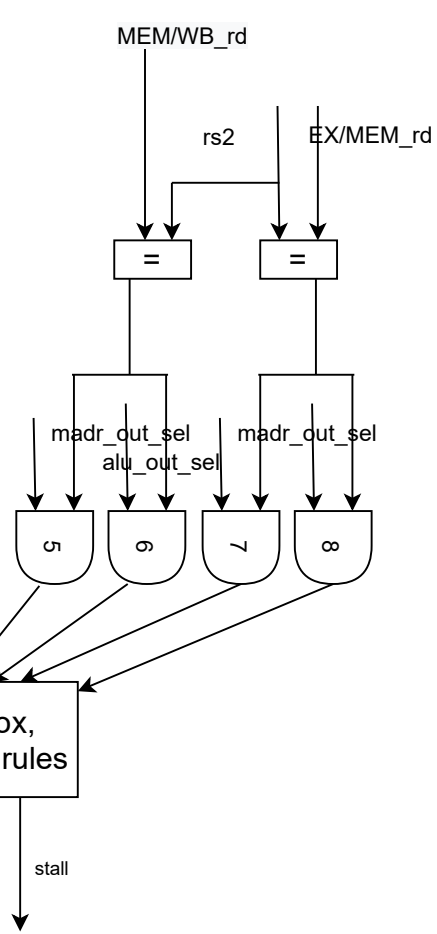 MEM/WB_rd
rs2
EX/MEM_rd
=
=
madr_out_sel
madr_out_sel
alu_out_sel
5
6
7
8
ox,
rules
stall